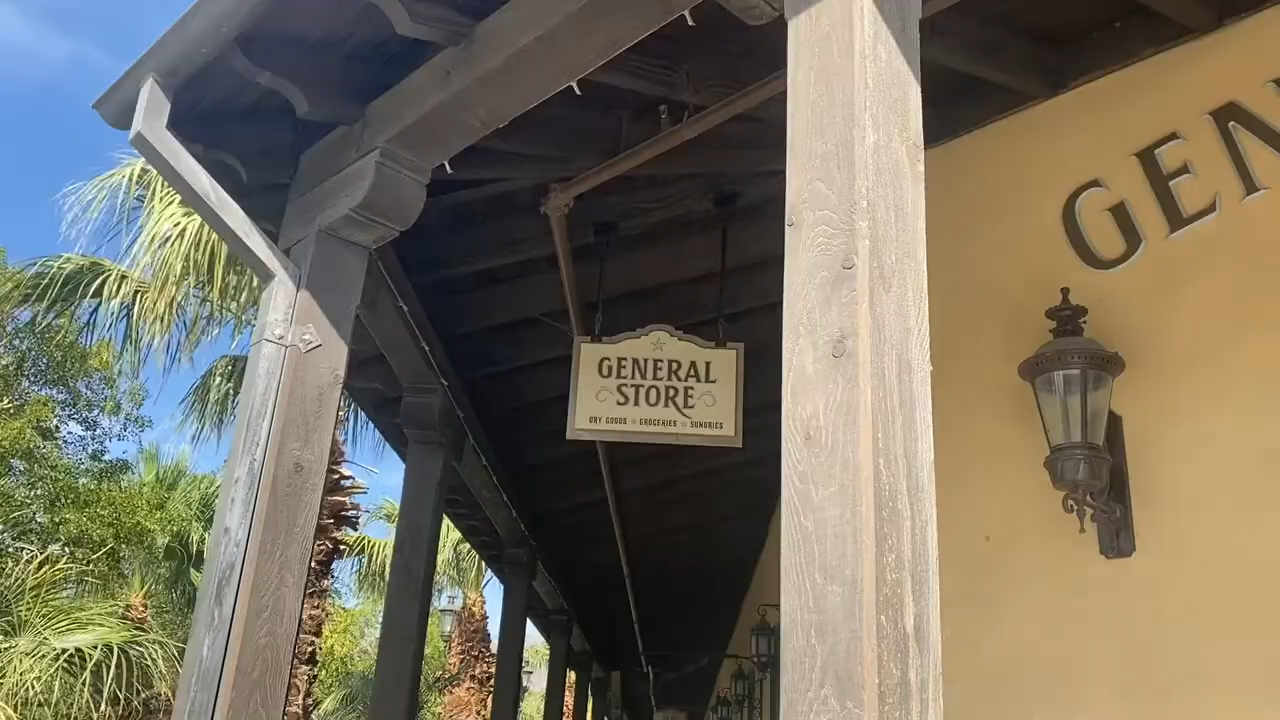 GENERAL
STORE
DRY GOODS ☆ GROCERIES ☆ SUNDRIES
GEN